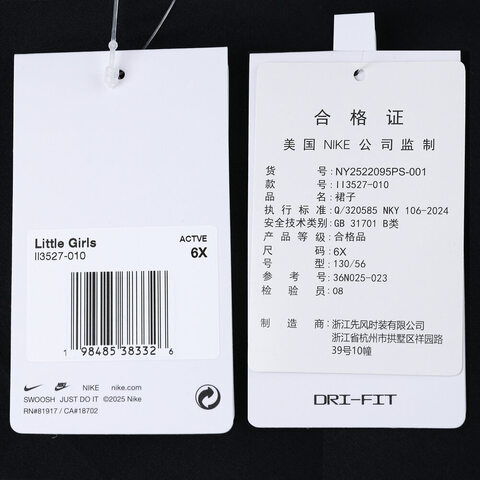 Little Girls
II3527-010
ACTVE
6X
1 98485 38332 6
NIKE nike.com
SWOOSH JUST DO IT ©2025 Nike
RN#81917 / CA#18702
合格证
美国 NIKE 公司监制
货号:NY2522095PS-001
款号:II3527-010
品名:裙子
执行标准:Q/320585 NKY 106-2024
安全技术类别:GB 31701 B类
产品等级:合格品
尺码:6X
型号:130/56
参考号:36N025-023
检验员:08
制造商:浙江先风时装有限公司
浙江省杭州市拱墅区祥园路
39号10幢
DRI-FIT